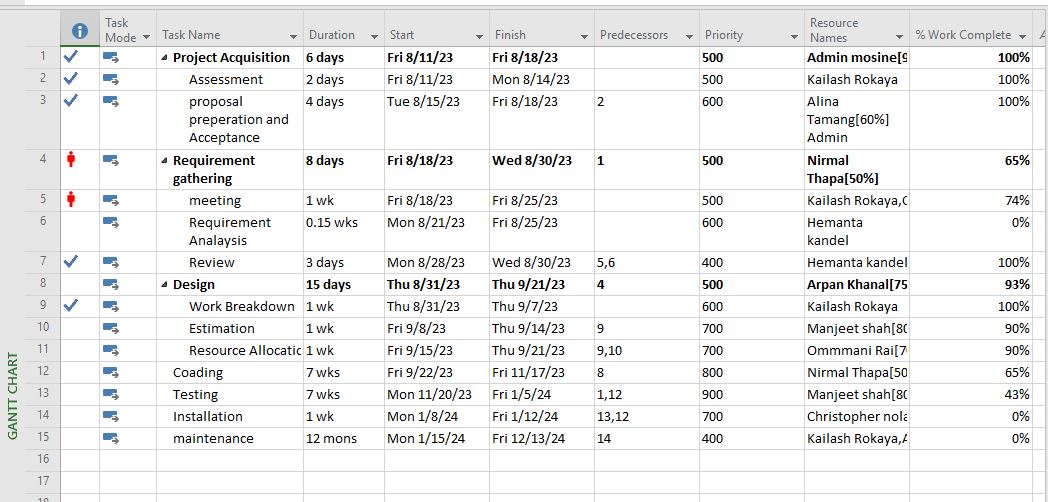 Task Mode Task Name Duration Start Finish Predecessors Priority Resource Names % Work Complete
1 Project Acquisition 6 days Fri 8/11/23 Fri 8/18/23 500 Admin mosine[9 100%
2 Assessment 2 days Fri 8/11/23 Mon 8/14/23 500 Kailash Rokaya 100%
3 proposal preperation and Acceptance 4 days Tue 8/15/23 Fri 8/18/23 2 600 Alina Tamang[60%] Admin 100%
4 Requirement gathering 8 days Fri 8/18/23 Wed 8/30/23 1 500 Nirmal Thapa[50%] 65%
5 meeting 1 wk Fri 8/18/23 Fri 8/25/23 500 Kailash Rokaya, 74%
6 Requirement Analaysis 0.15 wks Mon 8/21/23 Fri 8/25/23 600 Hemanta kandel 0%
7 Review 3 days Mon 8/28/23 Wed 8/30/23 5,6 400 Hemanta kandel 100%
8 Design 15 days Thu 8/31/23 Thu 9/21/23 4 500 Arpan Khanal[75 93%
9 Work Breakdown 1 wk Thu 8/31/23 Thu 9/7/23 600 Kailash Rokaya 100%
10 Estimation 1 wk Fri 9/8/23 Thu 9/14/23 9 700 Manjeet shah[80 90%
11 Resource Allocatic 1 wk Fri 9/15/23 Thu 9/21/23 9,10 700 Ommmani Rai[7 90%
12 Coading 7 wks Fri 9/22/23 Fri 11/17/23 8 800 Nirmal Thapa[50 65%
13 Testing 7 wks Mon 11/20/23 Fri 1/5/24 1,12 900 Manjeet shah[80 43%
14 Installation 1 wk Mon 1/8/24 Fri 1/12/24 13,12 700 Christopher nola 0%
15 maintenance 12 mons Mon 1/15/24 Fri 12/13/24 14 400 Kailash Rokaya,A 0%
16
17
GANTT CHART